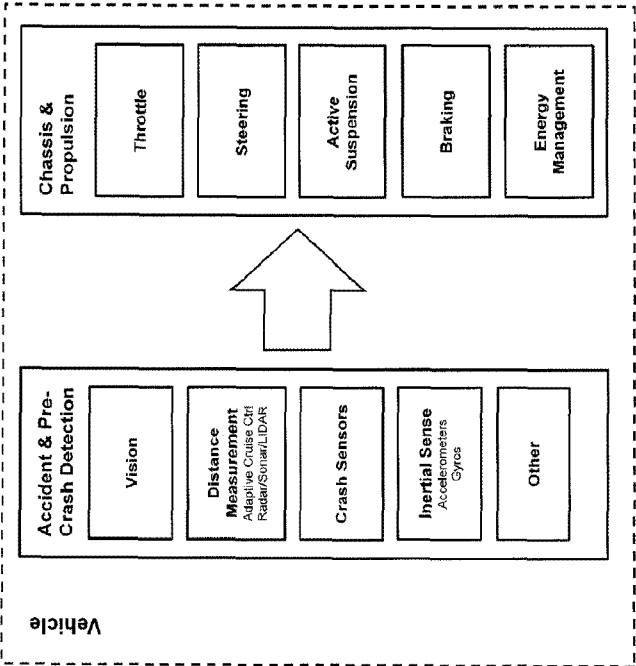 Vehicle
Accident & Pre-
Crash Detection
Vision
Distance
Measurement
Adaptive Cruise Ctrl
Radar/Sonar/LIDAR
Crash Sensors
Inertial Sense
Accelerometers
Gyros
Other
Chassis &
Propulsion
Throttle
Steering
Active
Suspension
Braking
Energy
Management